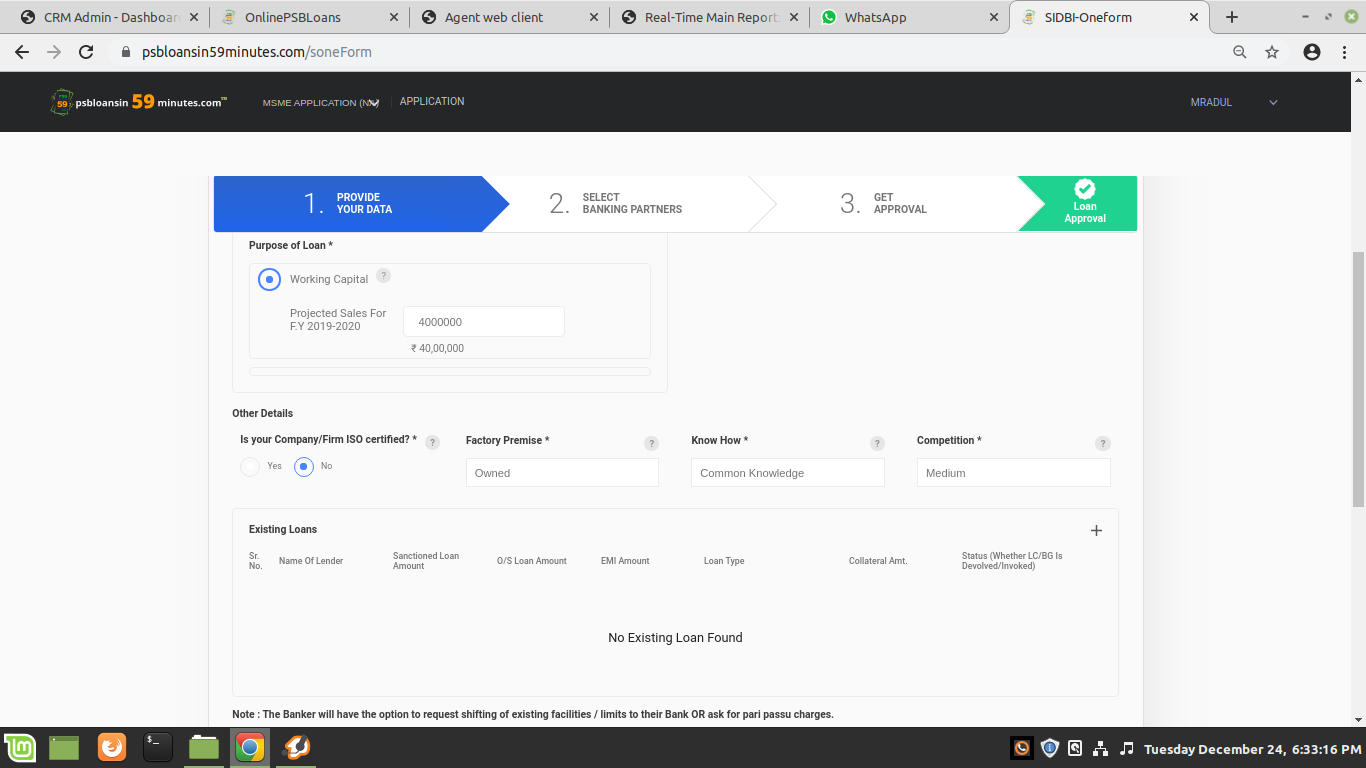 CRM Admin - Dashboar
OnlinePSBLoans
Agent web client
Real-Time Main Report
WhatsApp
SIDBI-Oneform
psbloansin59minutes.com/soneForm
psbloansin 59 minutes.com™
MSME APPLICATION
APPLICATION
MRADUL
1. PROVIDE
YOUR DATA
2. SELECT
BANKING PARTNERS
3. GET
APPROVAL
Loan
Approval
Purpose of Loan *
Working Capital ?
Projected Sales For
F.Y 2019-2020
4000000
₹ 40,00,000
Other Details
Is your Company/Firm ISO certified? * ?
Yes No
Factory Premise * ?
Owned
Know How * ?
Common Knowledge
Competition * ?
Medium
Existing Loans
Sr.
No.
Name Of Lender
Sanctioned Loan
Amount
O/S Loan Amount
EMI Amount
Loan Type
Collateral Amt.
Status (Whether LC/BG Is
Devolved/Invoked)
No Existing Loan Found
Note : The Banker will have the option to request shifting of existing facilities / limits to their Bank OR ask for pari passu charges.
Tuesday December 24, 6:33:16 PM